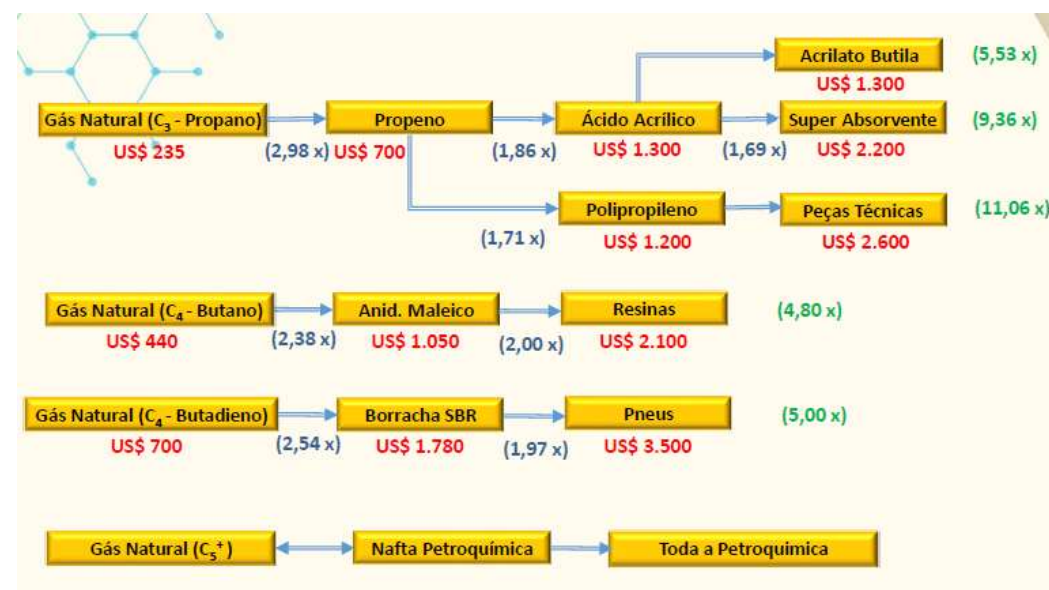 Acrilato Butila (5,53 x)
US$ 1.300
Gás Natural (C3 - Propano) Propeno Ácido Acrílico Super Absorvente (9,36 x)
US$ 235 (2,98 x) US$ 700 (1,86 x) US$ 1.300 (1,69 x) US$ 2.200
Polipropileno Peças Técnicas (11,06 x)
(1,71 x) US$ 1.200 US$ 2.600
Gás Natural (C4 - Butano) Anid. Maleico Resinas (4,80 x)
US$ 440 (2,38 x) US$ 1.050 (2,00 x) US$ 2.100
Gás Natural (C4 - Butadieno) Borracha SBR Pneus (5,00 x)
US$ 700 (2,54 x) US$ 1.780 (1,97 x) US$ 3.500
Gás Natural (C5+) Nafta Petroquímica Toda a Petroquimica